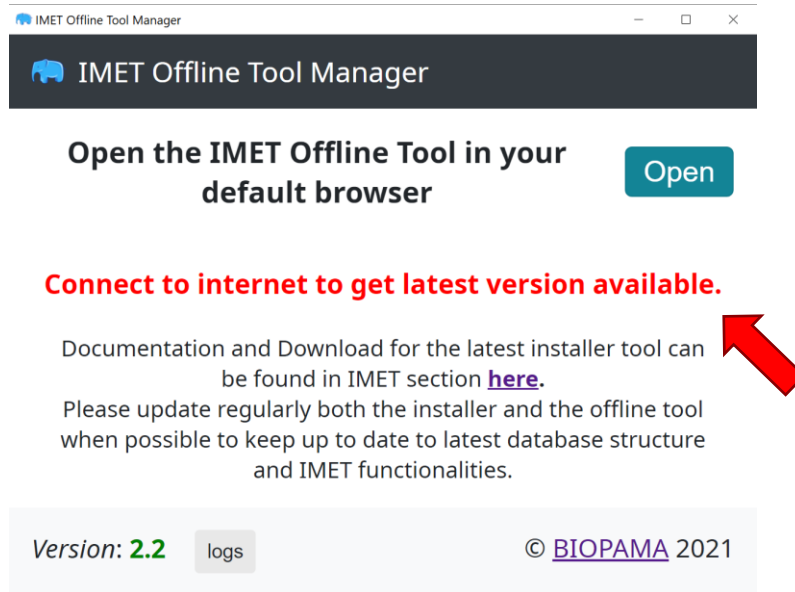 IMET Offline Tool Manager
IMET Offline Tool Manager
Open the IMET Offline Tool in your
default browser
Open
Connect to internet to get latest version available.
Documentation and Download for the latest installer tool can
be found in IMET section here.
Please update regularly both the installer and the offline tool
when possible to keep up to date to latest database structure
and IMET functionalities.
Version: 2.2
logs
© BIOPAMA 2021